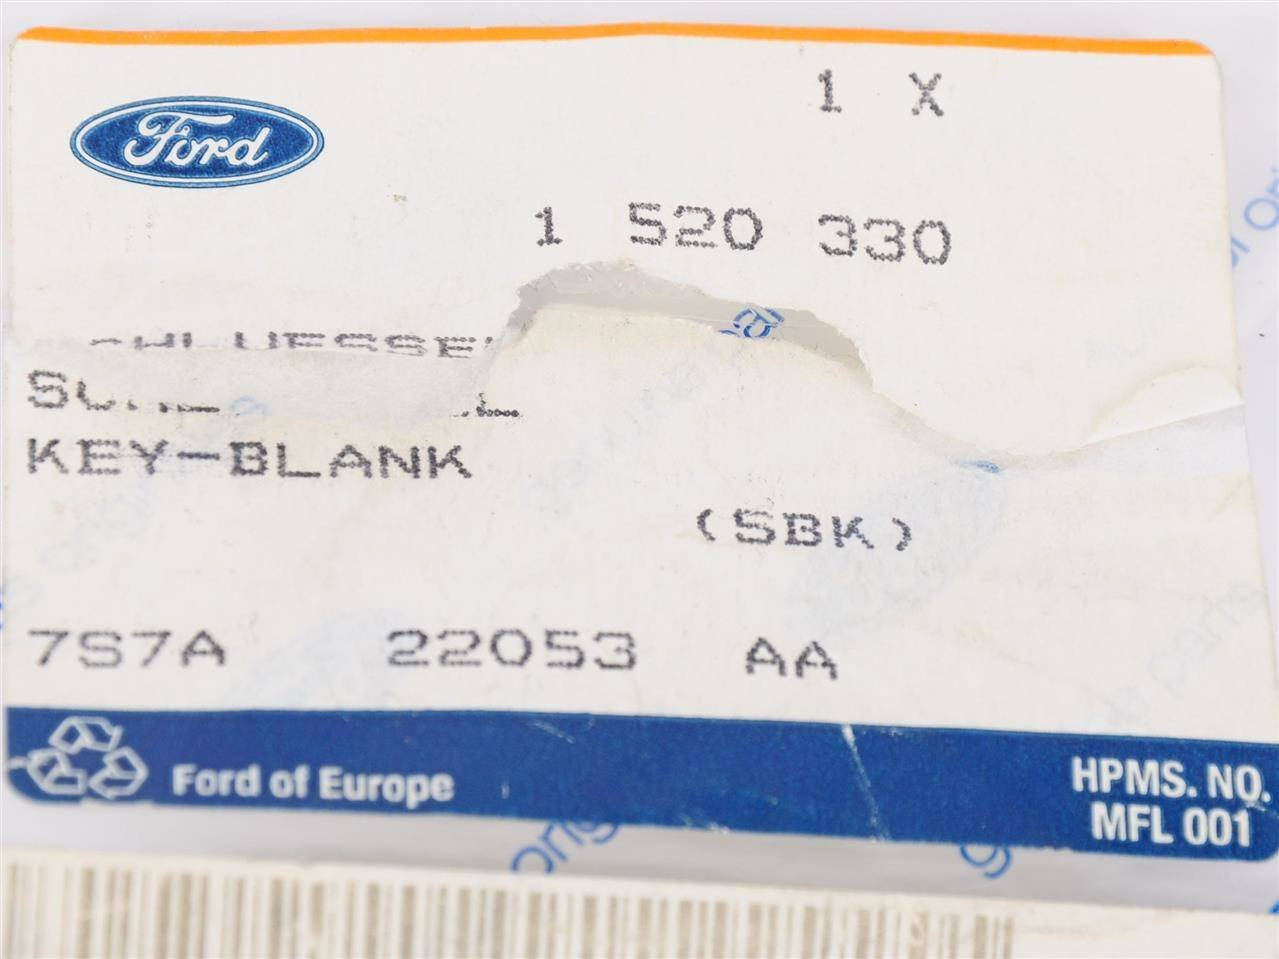 Ford
1 X
1 520 330
KEY-BLANK
(SBK)
7S7A 22053 AA
Ford of Europe
HPMS. NO.
MFL 001